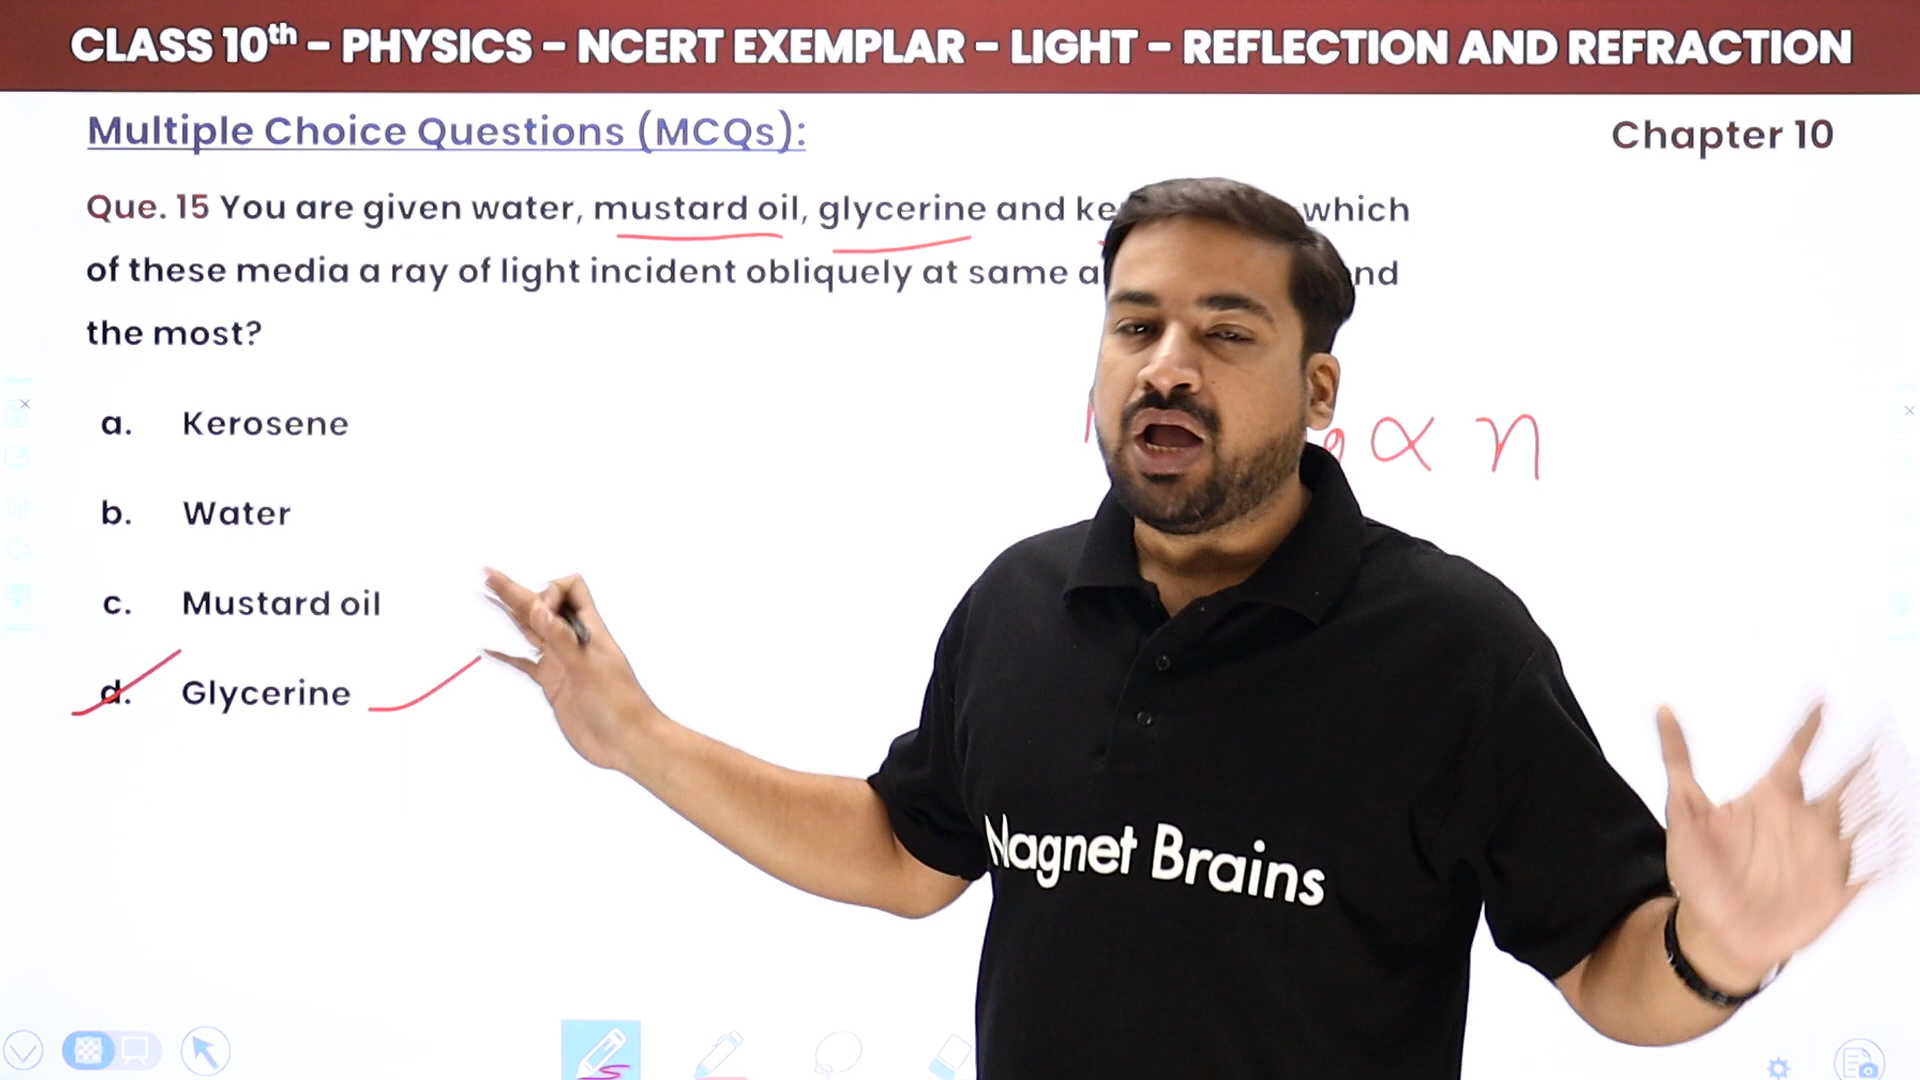 CLASS 10th – PHYSICS – NCERT EXEMPLAR – LIGHT – REFLECTION AND REFRACTION
Multiple Choice Questions (MCQs):
Chapter 10
Que. 15 You are given water, mustard oil, glycerine and ke which
of these media a ray of light incident obliquely at same a nd
the most?
∝ n
a. Kerosene
b. Water
c. Mustard oil
d. Glycerine
Magnet Brains